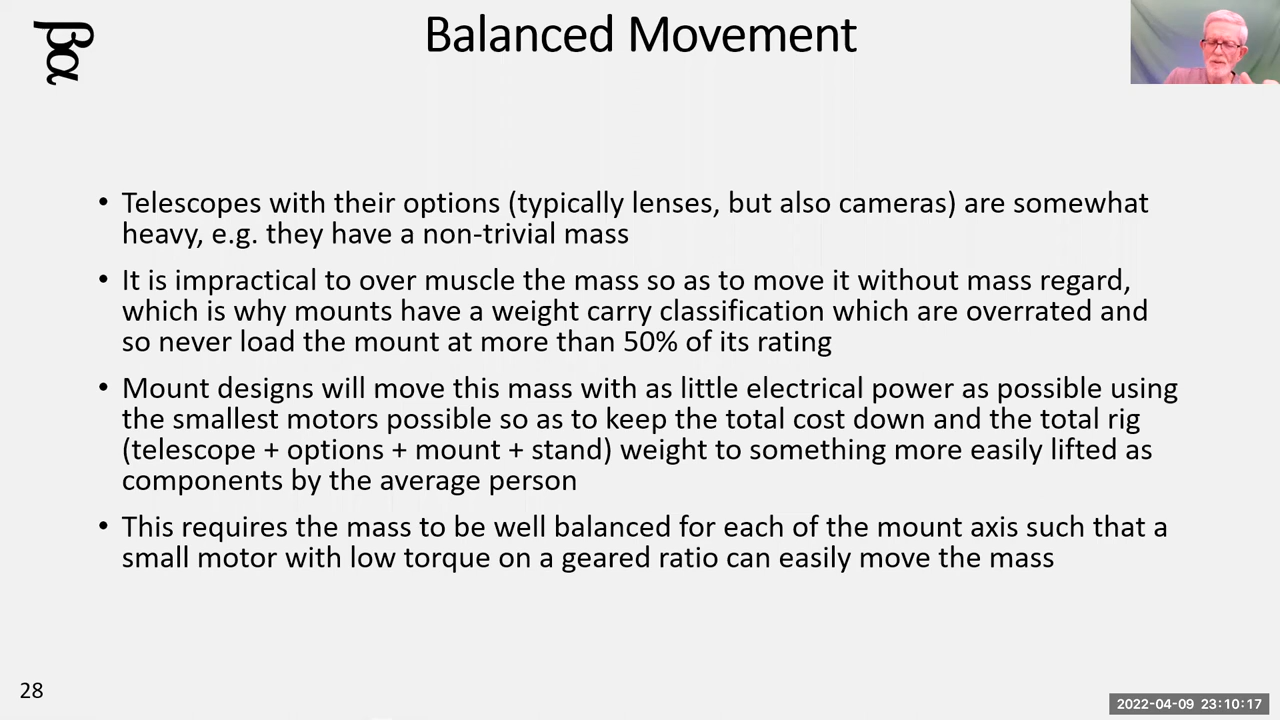 βα
Balanced Movement
• Telescopes with their options (typically lenses, but also cameras) are somewhat
heavy, e.g. they have a non-trivial mass
• It is impractical to over muscle the mass so as to move it without mass regard,
which is why mounts have a weight carry classification which are overrated and
so never load the mount at more than 50% of its rating
• Mount designs will move this mass with as little electrical power as possible using
the smallest motors possible so as to keep the total cost down and the total rig
(telescope + options + mount + stand) weight to something more easily lifted as
components by the average person
• This requires the mass to be well balanced for each of the mount axis such that a
small motor with low torque on a geared ratio can easily move the mass
28
2022-04-09 23:10:17